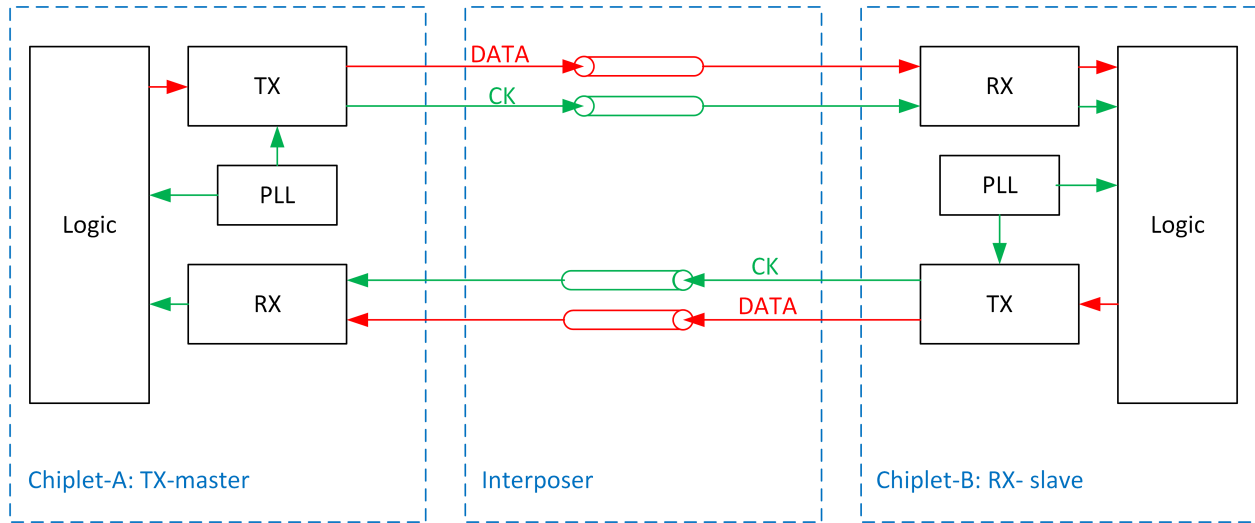 DATA
TX
RX
CK
PLL
PLL
Logic
Logic
CK
RX
TX
DATA
Chiplet-A: TX-master
Interposer
Chiplet-B: RX- slave